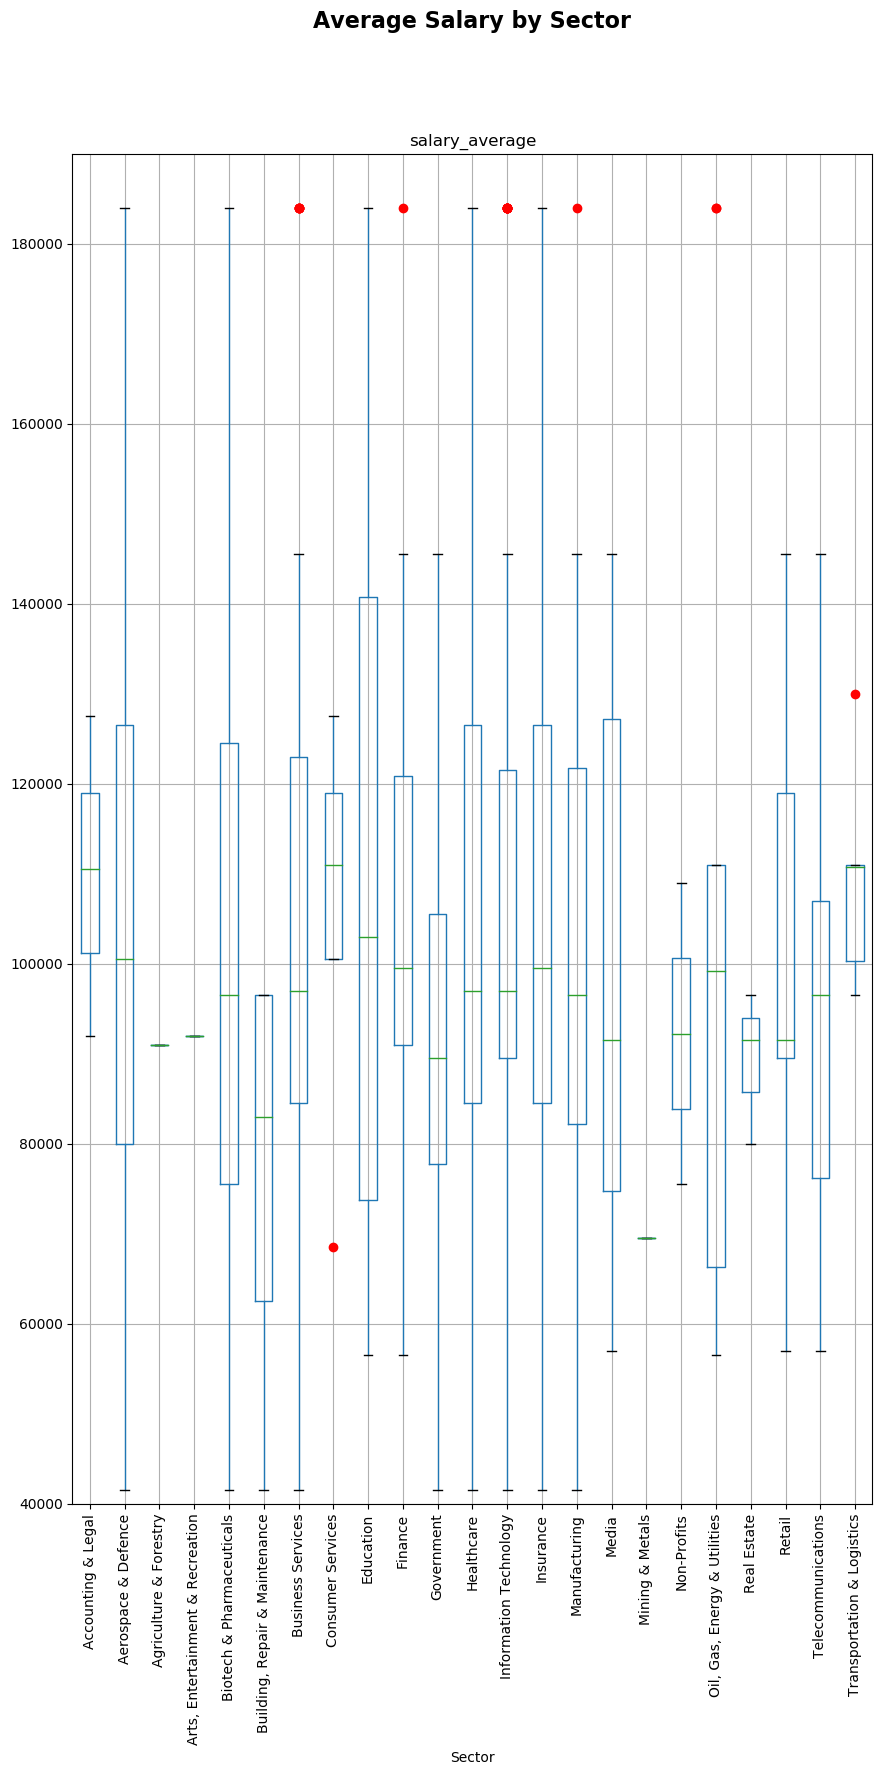 Average Salary by Sector
salary_average
180000
160000
140000
120000
100000
80000
60000
40000
Accounting & Legal
Aerospace & Defence
Agriculture & Forestry
Arts, Entertainment & Recreation
Biotech & Pharmaceuticals
Building, Repair & Maintenance
Business Services
Consumer Services
Education
Finance
Government
Healthcare
Information Technology
Insurance
Manufacturing
Media
Mining & Metals
Non-Profits
Oil, Gas, Energy & Utilities
Real Estate
Retail
Telecommunications
Transportation & Logistics
Sector